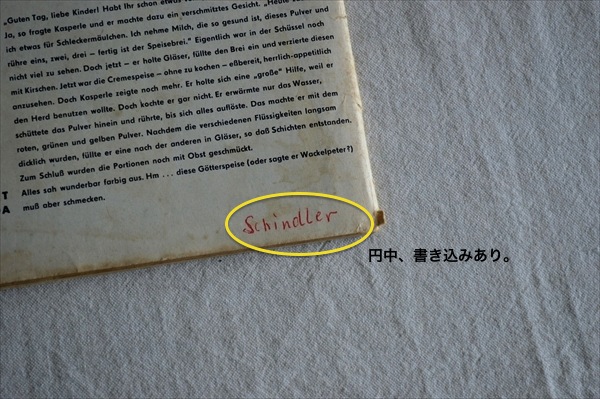 „Guten Tag, liebe Kinder! Habt Ihr schon etwas
Ja, so fragte Kasperle und er machte dazu ein verschmitztes Gesicht. „Heute
ich etwas für Schleckermäulchen. Ich nehme Milch, die so gesund ist, dieses Pulver und
rühre eins, zwei, drei – fertig ist der Speisebrei.“ Eigentlich war in der Schüssel noch
nicht viel zu sehen. Doch jetzt – er holte Gläser, füllte den Brei ein und verzierte diesen
mit Kirschen. Jetzt war die Cremespeise – ohne zu kochen – eßbereit, herrlich-appetitlich
anzusehen. Doch Kasperle zeigte noch mehr. Er holte sich eine „große“ Hilfe, weil er
den Herd benutzen wollte. Doch kochte er gar nicht. Er erwärmte nur das Wasser,
schüttete das Pulver hinein und rührte, bis sich alles auflöste. Das machte er mit dem
roten, grünen und gelben Pulver. Nachdem die verschiedenen Flüssigkeiten langsam
dicklich wurden, füllte er eine nach der anderen in Gläser, so daß Schichten entstanden.
Zum Schluß wurden die Portionen noch mit Obst geschmückt.
T Alles sah wunderbar farbig aus. Hm ... diese Götterspeise (oder sagte er Wackelpeter?)
A muß aber schmecken.
Schindler
円中、書き込みあり。